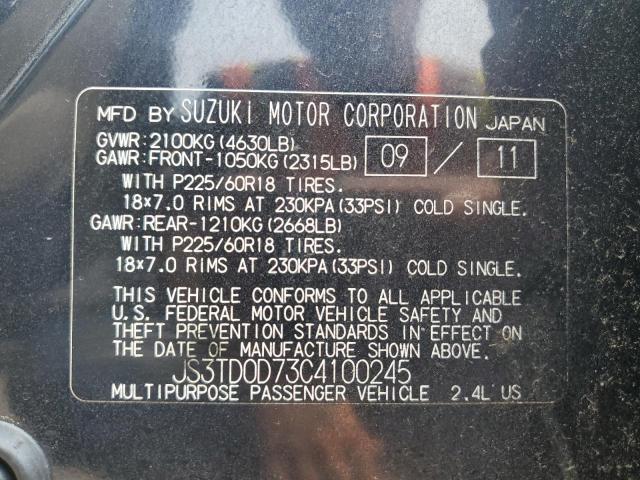 MFD BY SUZUKI MOTOR CORPORATION JAPAN
GVWR:2100KG(4630LB)
GAWR:FRONT-1050KG(2315LB) 09 / 11
WITH P225/60R18 TIRES.
18×7.0 RIMS AT 230KPA(33PSI) COLD SINGLE.
GAWR:REAR-1210KG(2668LB)
WITH P225/60R18 TIRES.
18×7.0 RIMS AT 230KPA(33PSI) COLD SINGLE.
THIS VEHICLE CONFORMS TO ALL APPLICABLE
U.S. FEDERAL MOTOR VEHICLE SAFETY AND
THEFT PREVENTION STANDARDS IN EFFECT ON
THE DATE OF MANUFACTURE SHOWN ABOVE.
JS3TD0D73C4100245
MULTIPURPOSE PASSENGER VEHICLE 2.4L US